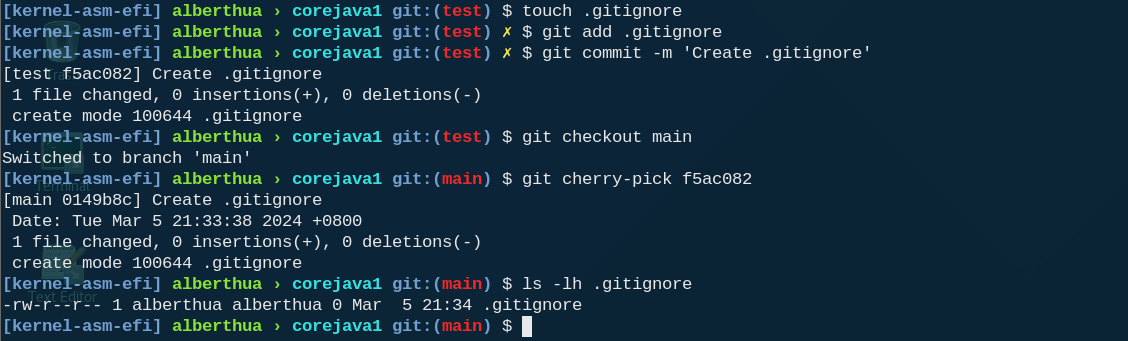 [kernel-asm-efi] alberthua › corejava1 git:(test) $ touch .gitignore
[kernel-asm-efi] alberthua › corejava1 git:(test) ✗ $ git add .gitignore
[kernel-asm-efi] alberthua › corejava1 git:(test) ✗ $ git commit -m 'Create .gitignore'
[test f5ac082] Create .gitignore
 1 file changed, 0 insertions(+), 0 deletions(-)
 create mode 100644 .gitignore
[kernel-asm-efi] alberthua › corejava1 git:(test) $ git checkout main
Switched to branch 'main'
[kernel-asm-efi] alberthua › corejava1 git:(main) $ git cherry-pick f5ac082
Terminal
[main 0149b8c] Create .gitignore
 Date: Tue Mar 5 21:33:38 2024 +0800
 1 file changed, 0 insertions(+), 0 deletions(-)
 create mode 100644 .gitignore
[kernel-asm-efi] alberthua › corejava1 git:(main) $ ls -lh .gitignore
Text Editor
-rw-r--r-- 1 alberthua alberthua 0 Mar  5 21:34 .gitignore
[kernel-asm-efi] alberthua › corejava1 git:(main) $